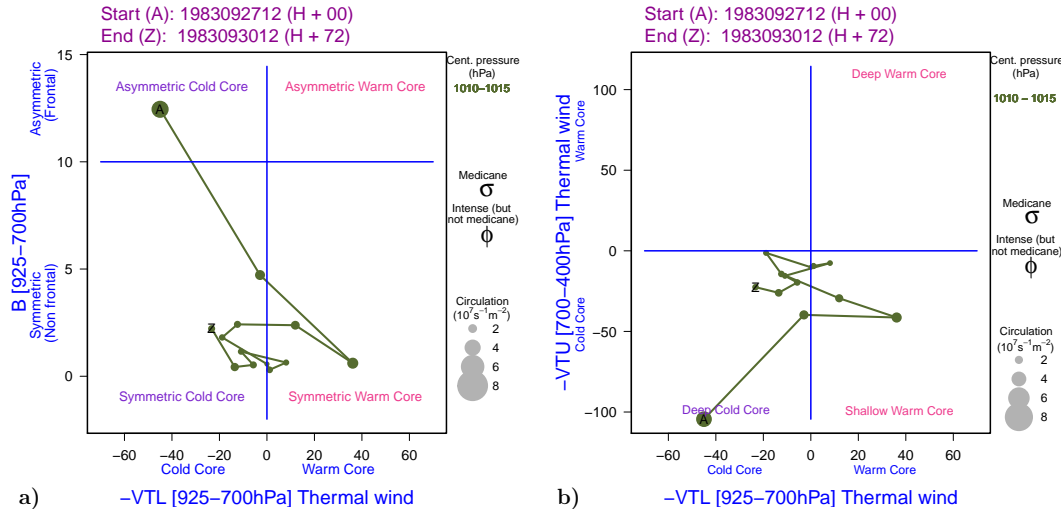 Start (A): 1983092712 (H + 00)
End (Z): 1983093012 (H + 72)
Asymmetric Cold Core
Asymmetric Warm Core
Symmetric Cold Core
Symmetric Warm Core
A
Z
15
10
5
0
−60 −40 −20 0 20 40 60
Cold Core
Warm Core
−VTL [925−700hPa] Thermal wind
B [925−700hPa]
Asymmetric
(Frontal)
Symmetric
(Non frontal)
Cent. pressure
(hPa)
1010−1015
Medicane
σ
Intense (but
not medicane)
ϕ
Circulation
(10⁷s⁻¹m⁻²)
2
4
6
8
a)
Start (A): 1983092712 (H + 00)
End (Z): 1983093012 (H + 72)
Deep Warm Core
Deep Cold Core
Shallow Warm Core
Z
A
100
50
0
−50
−100
−60 −40 −20 0 20 40 60
Cold Core
Warm Core
−VTL [925−700hPa] Thermal wind
−VTU [700−400hPa] Thermal wind
Cold Core
Warm Core
Cent. pressure
(hPa)
1010 − 1015
Medicane
σ
Intense (but
not medicane)
ϕ
Circulation
(10⁷s⁻¹m⁻²)
2
4
6
8
b)